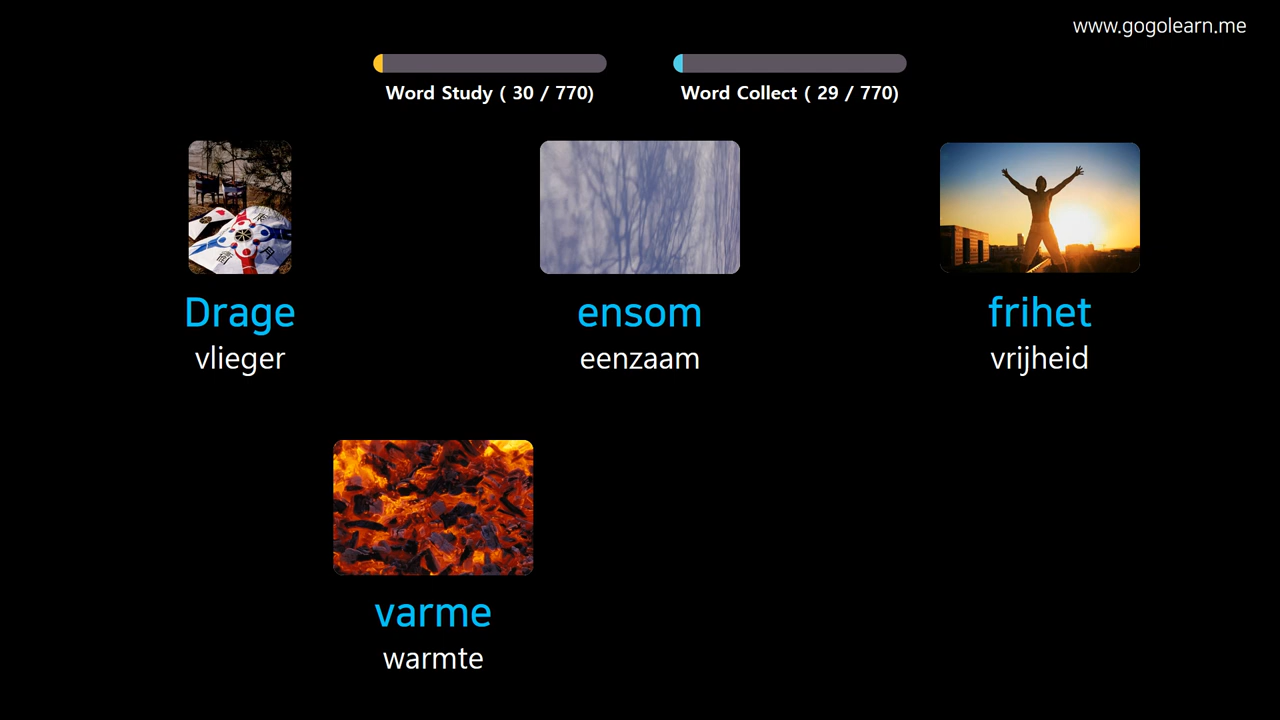 www.gogolearn.me
Word Study ( 30 / 770)
Word Collect ( 29 / 770)
Drage
vlieger
ensom
eenzaam
frihet
vrijheid
varme
warmte